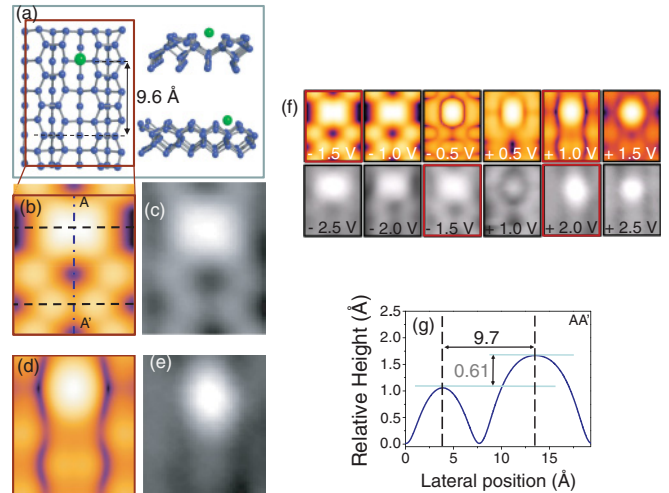 (a)
9.6 Å
(b)
A
A'
(c)
(d)
(e)
(f)
- 1.5 V
- 1.0 V
- 0.5 V
+ 0.5 V
+ 1.0 V
+ 1.5 V
- 2.5 V
- 2.0 V
- 1.5 V
+ 1.0 V
+ 2.0 V
+ 2.5 V
(g)
AA'
9.7
0.61
Relative Height (Å)
2.5
2.0
1.5
1.0
0.5
0.0
0
5
10
15
Lateral position (Å)